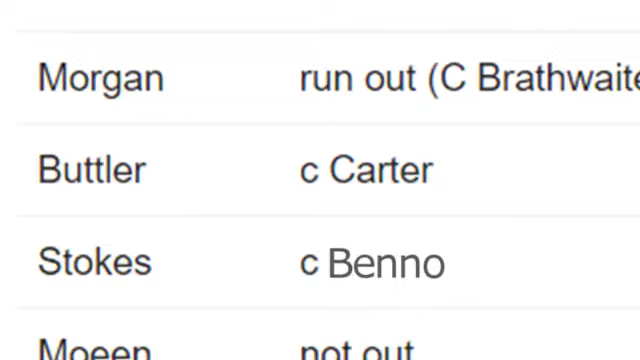 Morgan run out (C Brathwaite
Buttler c Carter
Stokes c Benno
Moeen not out